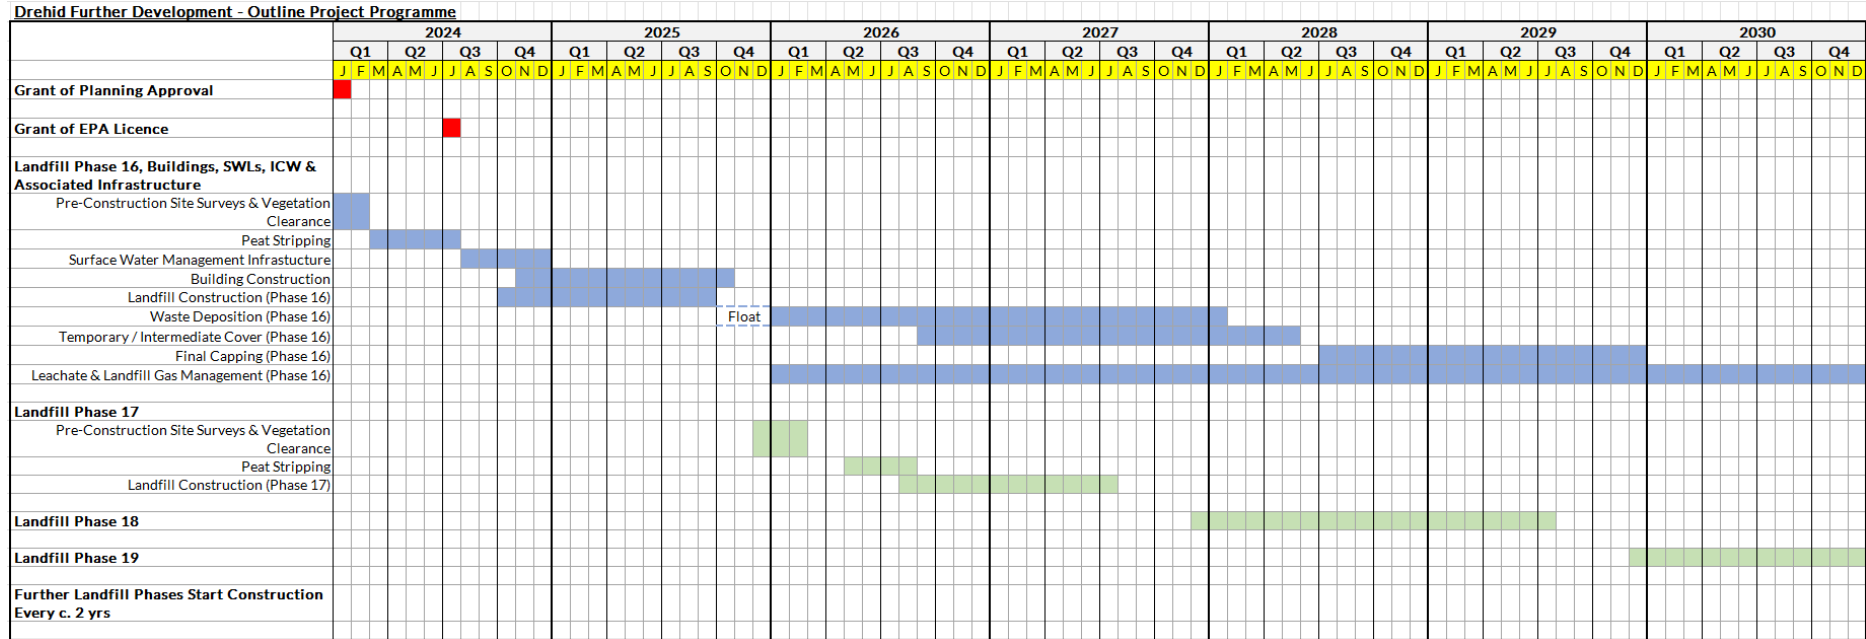 Drehid Further Development - Outline Project Programme
2024 2025 2026 2027 2028 2029 2030
Q1 Q2 Q3 Q4 Q1 Q2 Q3 Q4 Q1 Q2 Q3 Q4 Q1 Q2 Q3 Q4 Q1 Q2 Q3 Q4 Q1 Q2 Q3 Q4 Q1 Q2 Q3 Q4
J F M A M J J A S O N D J F M A M J J A S O N D J F M A M J J A S O N D J F M A M J J A S O N D J F M A M J J A S O N D J F M A M J J A S O N D J F M A M J J A S O N D
Grant of Planning Approval
Grant of EPA Licence
Landfill Phase 16, Buildings, SWLs, ICW &
Associated Infrastructure
Pre-Construction Site Surveys & Vegetation
Clearance
Peat Stripping
Surface Water Management Infrastucture
Building Construction
Landfill Construction (Phase 16)
Waste Deposition (Phase 16) Float
Temporary / Intermediate Cover (Phase 16)
Final Capping (Phase 16)
Leachate & Landfill Gas Management (Phase 16)
Landfill Phase 17
Pre-Construction Site Surveys & Vegetation
Clearance
Peat Stripping
Landfill Construction (Phase 17)
Landfill Phase 18
Landfill Phase 19
Further Landfill Phases Start Construction
Every c. 2 yrs